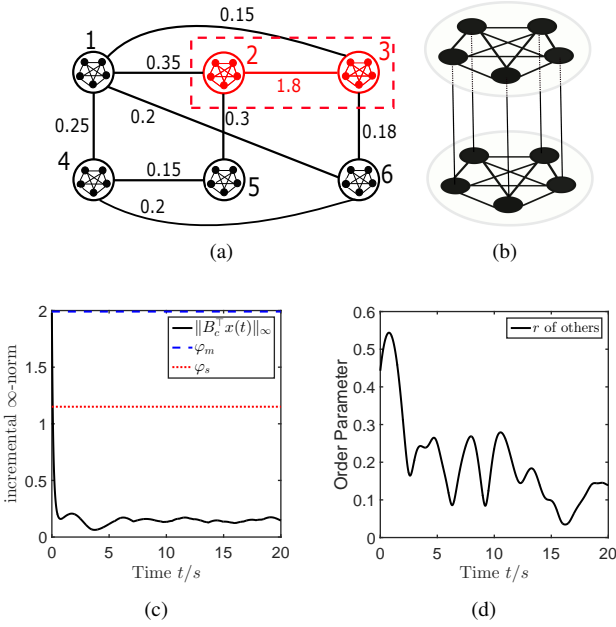 0.15
1
2
3
0.35
1.8
0.25
0.2
0.3
0.18
4
0.15
5
6
0.2
(a)
(b)
incremental ∞-norm
2
1.5
1
0.5
0
‖B_c^⊤ x(t)‖_∞
φ_m
φ_s
0 5 10 15 20
Time t/s
(c)
Order Parameter
0.6
0.5
0.4
0.3
0.2
0.1
0
r of others
0 5 10 15 20
Time t/s
(d)